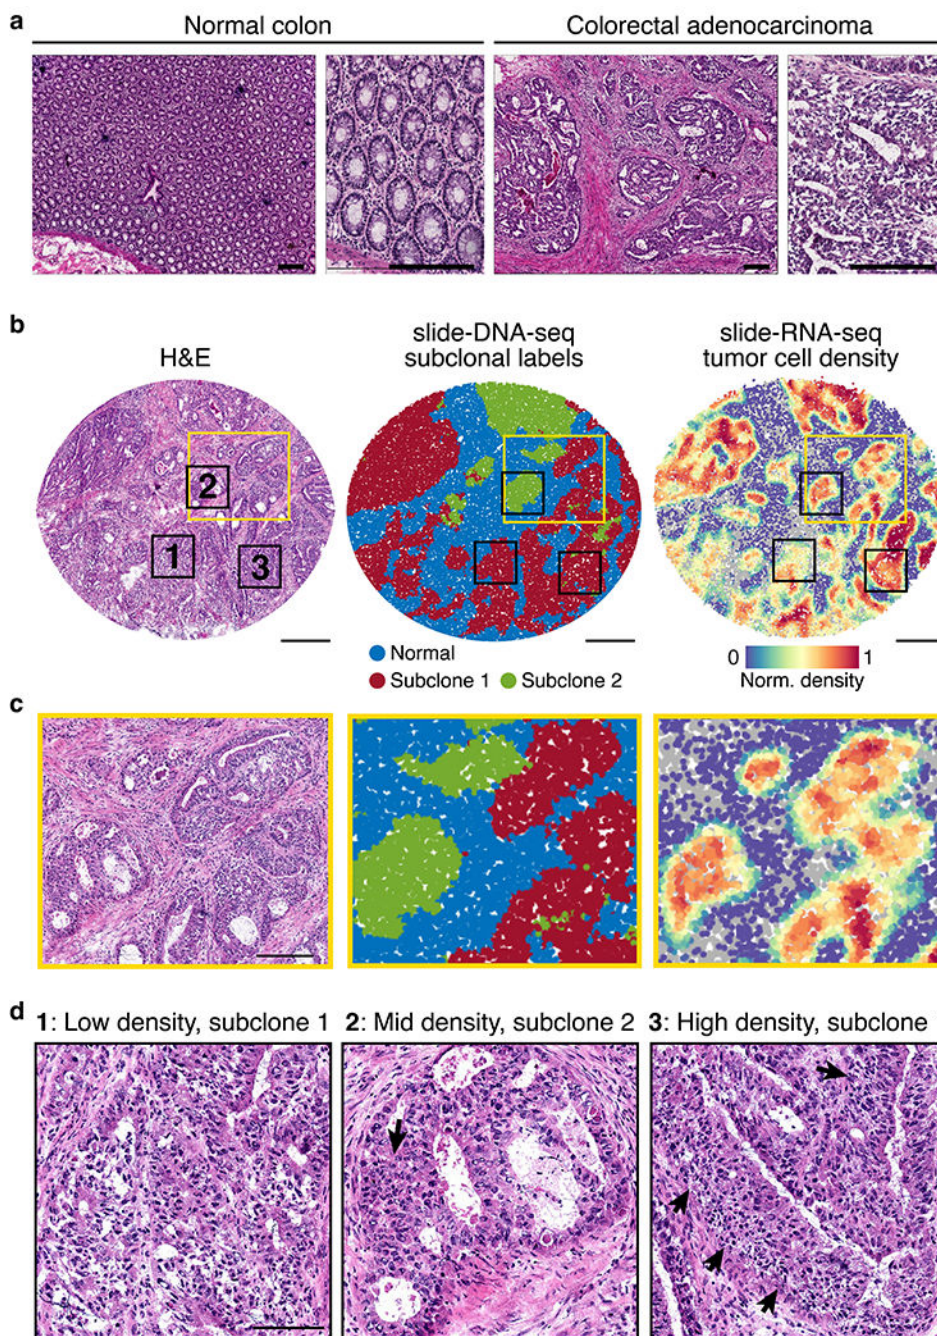 a
Normal colon
Colorectal adenocarcinoma
b
H&E
slide-DNA-seq
subclonal labels
slide-RNA-seq
tumor cell density
2
1
3
Normal
Subclone 1
Subclone 2
0
1
Norm. density
c
d
1: Low density, subclone 1
2: Mid density, subclone 2
3: High density, subclone